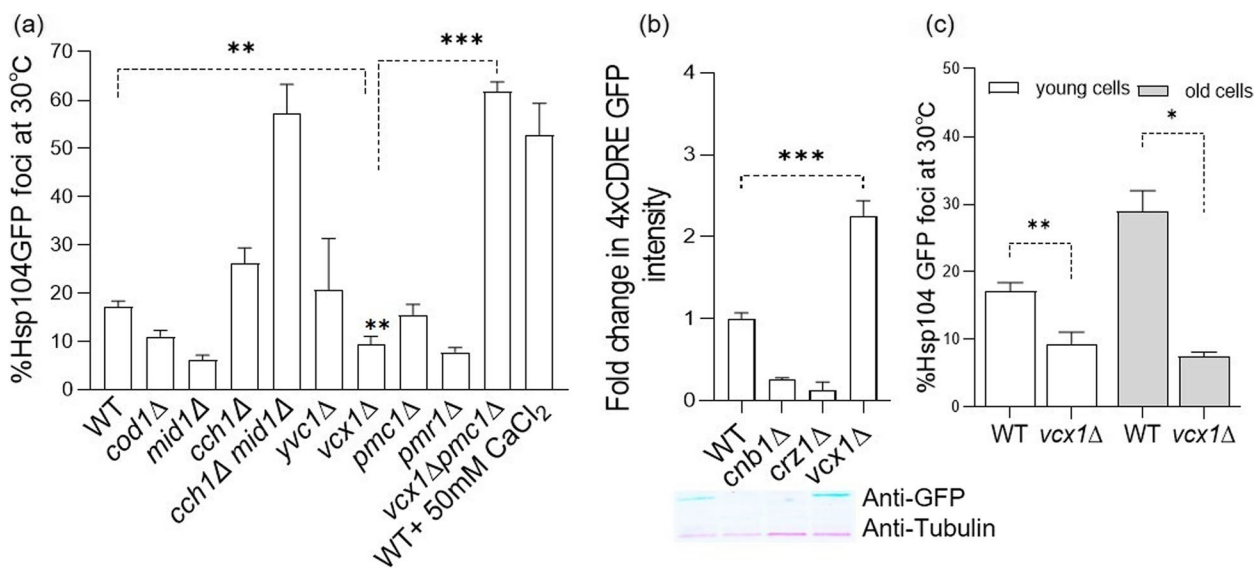 (a)
%Hsp104GFP foci at 30°C
70
60
50
40
30
20
10
0
**
***
**
WT
cod1Δ
mid1Δ
cch1Δ
cch1Δ mid1Δ
yvc1Δ
vcx1Δ
pmc1Δ
pmr1Δ
vcx1Δpmc1Δ
WT+ 50mM CaCl₂
(b)
Fold change in 4xCDRE GFP
intensity
4
3
2
1
0
***
WT
cnb1Δ
crz1Δ
vcx1Δ
Anti-GFP
Anti-Tubulin
(c)
%Hsp104 GFP foci at 30°C
50
40
30
20
10
0
young cells
old cells
**
*
WT vcx1Δ WT vcx1Δ